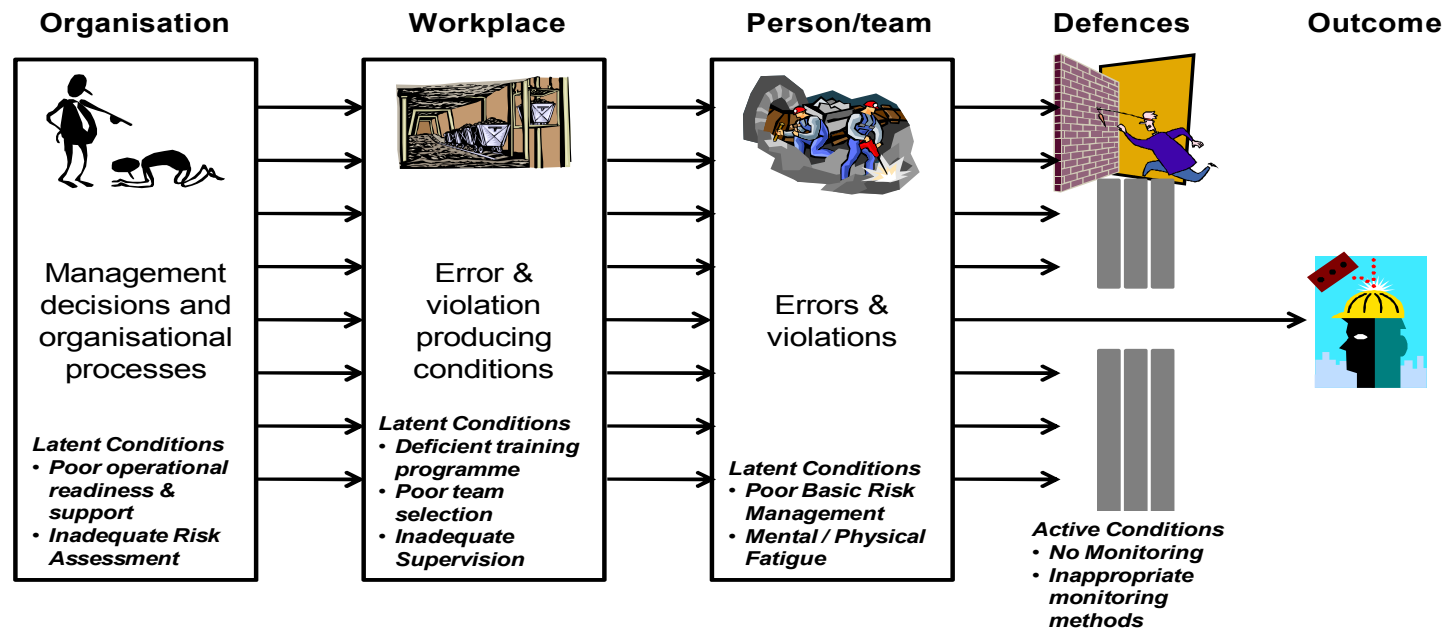 Organisation
Workplace
Person/team
Defences
Outcome
Management
decisions and
organisational
processes
Latent Conditions
• Poor operational
readiness &
support
• Inadequate Risk
Assessment
Error &
violation
producing
conditions
Latent Conditions
• Deficient training
programme
• Poor team
selection
• Inadequate
Supervision
Errors &
violations
Latent Conditions
• Poor Basic Risk
Management
• Mental / Physical
Fatigue
Active Conditions
• No Monitoring
• Inappropriate
monitoring
methods